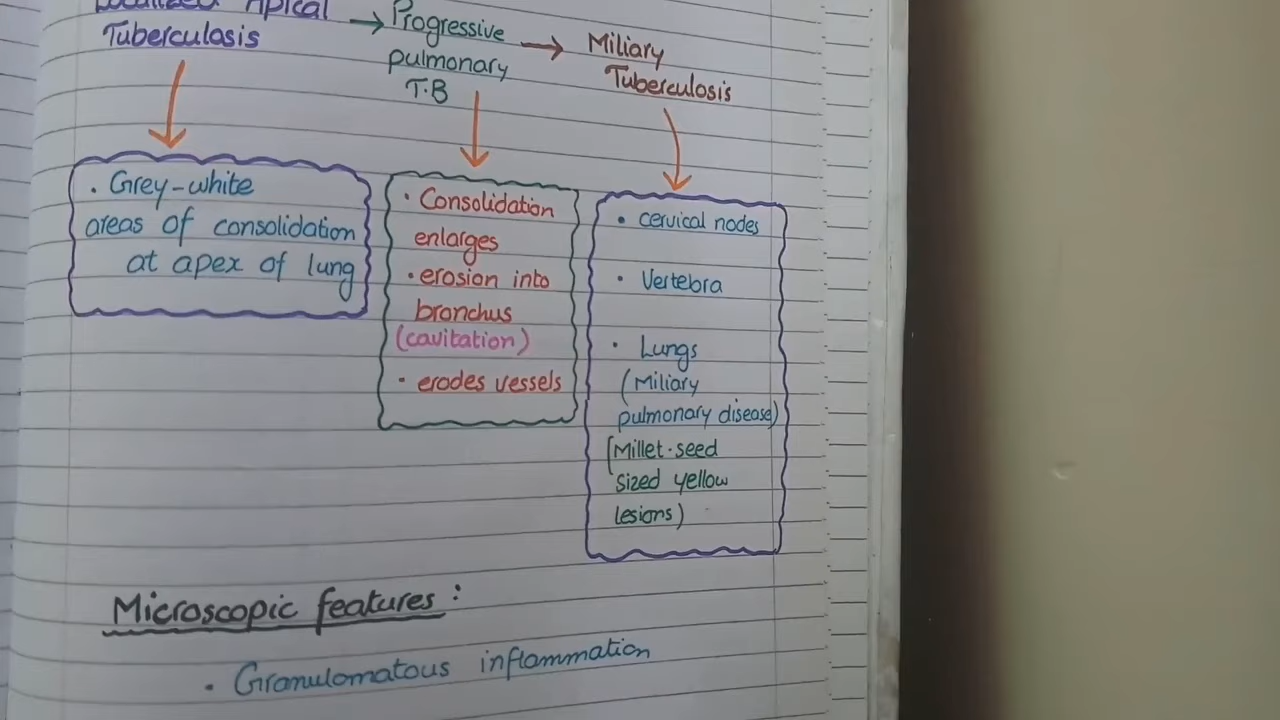 Localized Apical
Tuberculosis
→ Progressive
pulmonary
T.B
→ Miliary
Tuberculosis
. Grey-white
areas of consolidation
at apex of lung
· Consolidation
enlarges
· erosion into
bronchus
(cavitation)
· erodes vessels
• cervical nodes
· Vertebra
· Lungs
(Miliary
pulmonary disease)
(Millet-seed
sized yellow
lesions)
Microscopic features:
· Granulomatous inflammation